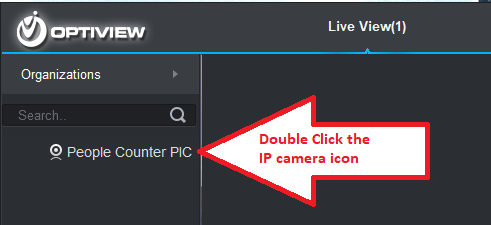 OPTIVIEW
Live View(1)
Organizations
Search..
People Counter PIC
Double Click the
IP camera icon